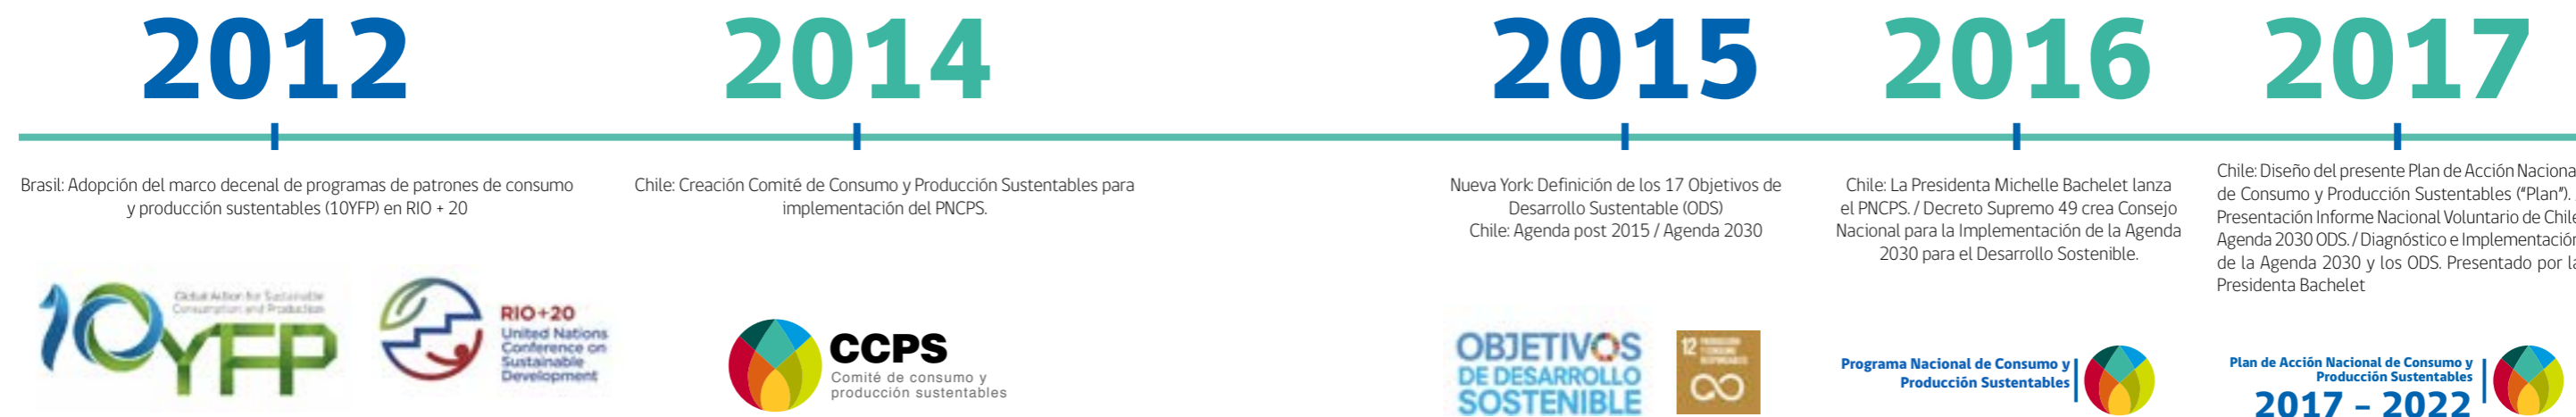 2012
2014
2015
2016
2017
Brasil: Adopción del marco decenal de programas de patrones de consumo
y producción sustentables (10YFP) en RIO + 20
Chile: Creación Comité de Consumo y Producción Sustentables para
implementación del PNCPS.
Nueva York: Definición de los 17 Objetivos de
Desarrollo Sustentable (ODS)
Chile: Agenda post 2015 / Agenda 2030
Chile: La Presidenta Michelle Bachelet lanza
el PNCPS. / Decreto Supremo 49 crea Consejo
Nacional para la Implementación de la Agenda
2030 para el Desarrollo Sostenible.
Chile: Diseño del presente Plan de Acción Naciona
de Consumo y Producción Sustentables ("Plan").
Presentación Informe Nacional Voluntario de Chile
Agenda 2030 ODS. / Diagnóstico e Implementación
de la Agenda 2030 y los ODS. Presentado por la
Presidenta Bachelet
10YFP
Global Action for Sustainable
Consumption and Production
RIO+20
United Nations
Conference on
Sustainable
Development
CCPS
Comité de consumo y
producción sustentables
OBJETIVOS
DE DESARROLLO
SOSTENIBLE
12 PRODUCCIÓN
Y CONSUMO
RESPONSABLES
Programa Nacional de Consumo y
Producción Sustentables
Plan de Acción Nacional de Consumo y
Producción Sustentables
2017 – 2022